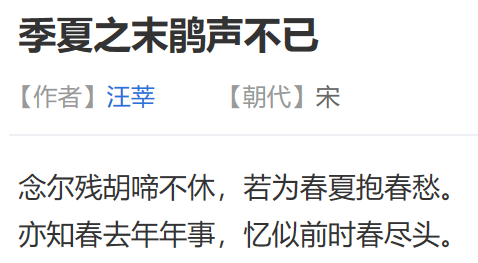 季夏之末鹃声不已
【作者】汪莘 【朝代】宋
念尔残胡啼不休，若为春夏抱春愁。
亦知春去年年事，忆似前时春尽头。